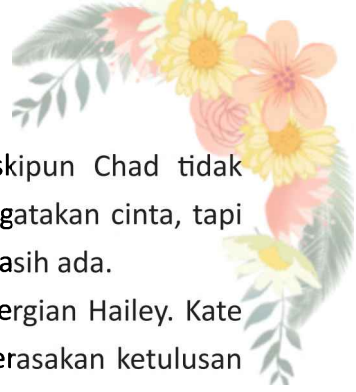 skipun Chad tidak
gatakan cinta, tapi
asih ada.
ergian Hailey. Kate
erasakan ketulusan